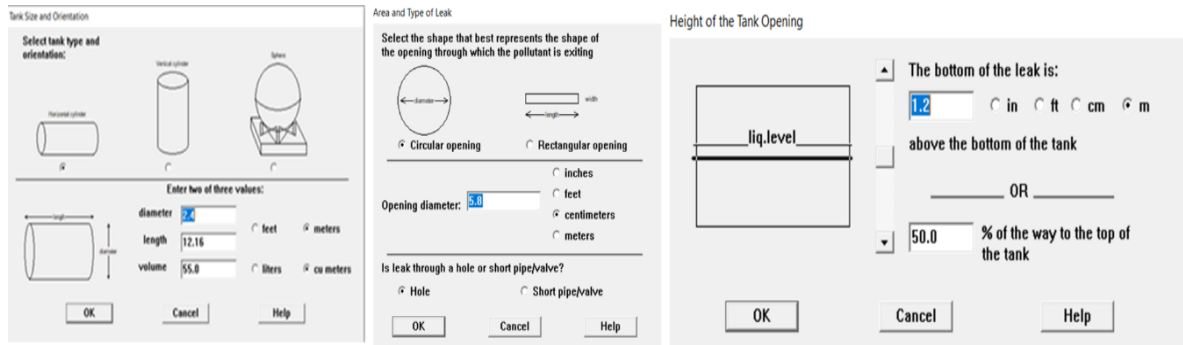 Tank Size and Orientation
Select tank type and
orientation:
Vertical cylinder
Sphere
Horizontal cylinder
Enter two of three values:
length
diameter
diameter 2.4
feet meters
length 12.16
volume 55.0
liters cu meters
OK Cancel Help
Area and Type of Leak
Select the shape that best represents the shape of
the opening through which the pollutant is exiting
diameter
width
length
Circular opening Rectangular opening
inches
feet
Opening diameter: 5.8
centimeters
meters
Is leak through a hole or short pipe/valve?
Hole Short pipe/valve
OK Cancel Help
Height of the Tank Opening
liq.level
The bottom of the leak is:
1.2 in ft cm m
above the bottom of the tank
OR
50.0 % of the way to the top of
the tank
OK Cancel Help